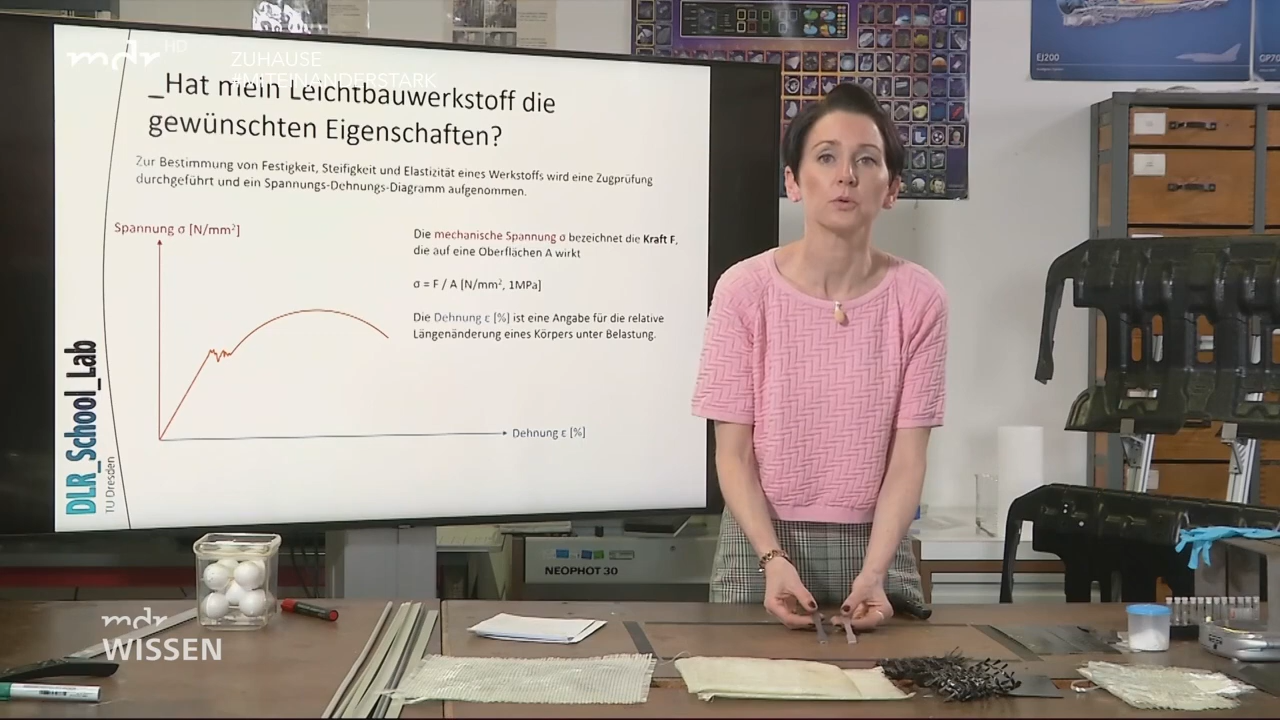 mdr HD
ZUHAUSE
#MITEINANDERSTARK
_Hat mein Leichtbauwerkstoff die
gewünschten Eigenschaften?
Zur Bestimmung von Festigkeit, Steifigkeit und Elastizität eines Werkstoffs wird eine Zugprüfung
durchgeführt und ein Spannungs-Dehnungs-Diagramm aufgenommen.
Spannung σ [N/mm²]
Die mechanische Spannung σ bezeichnet die Kraft F,
die auf eine Oberflächen A wirkt
σ = F / A [N/mm², 1MPa]
Die Dehnung ε [%] ist eine Angabe für die relative
Längenänderung eines Körpers unter Belastung.
Dehnung ε [%]
DLR_School_Lab
TU Dresden
EJ200
GP70
NEOPHOT 30
mdr
WISSEN